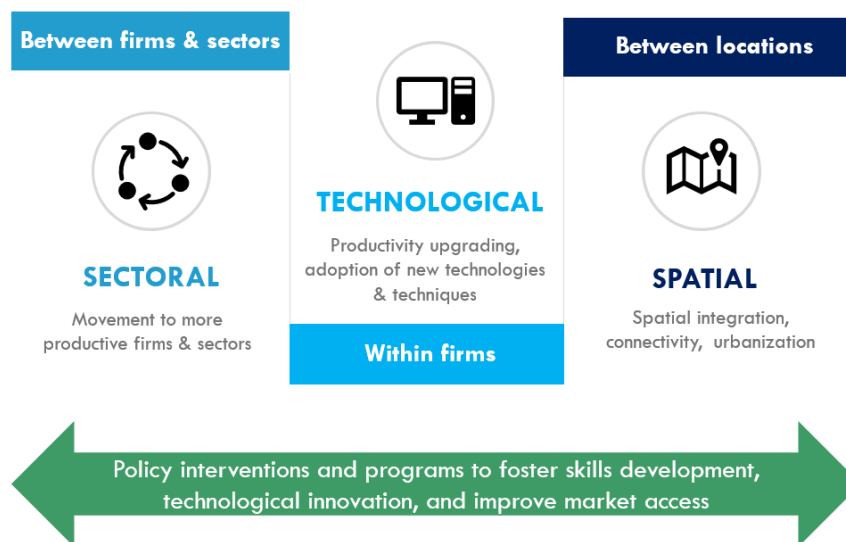 Between firms & sectors
SECTORAL
Movement to more
productive firms & sectors
TECHNOLOGICAL
Productivity upgrading,
adoption of new technologies
& techniques
Within firms
Between locations
SPATIAL
Spatial integration,
connectivity, urbanization
Policy interventions and programs to foster skills development,
technological innovation, and improve market access